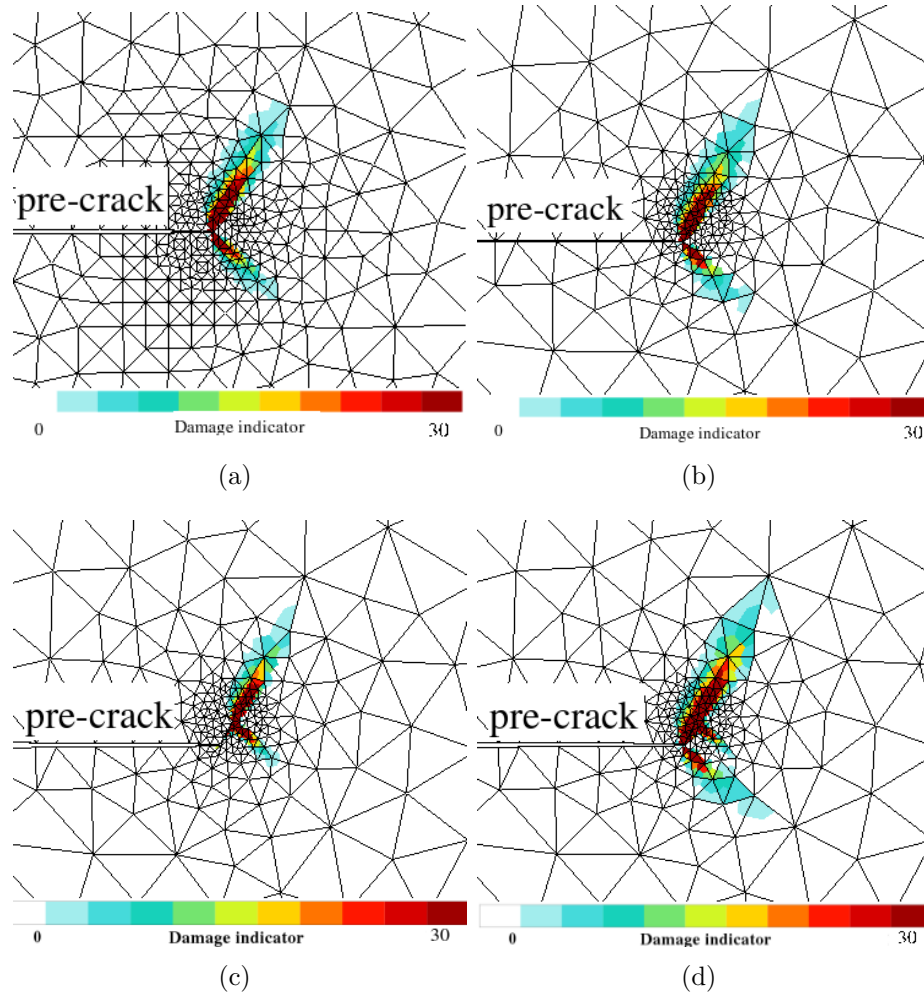 pre-crack
pre-crack
0 Damage indicator 30
0 Damage indicator 30
(a)
(b)
pre-crack
pre-crack
0 Damage indicator 30
0 Damage indicator 30
(c)
(d)